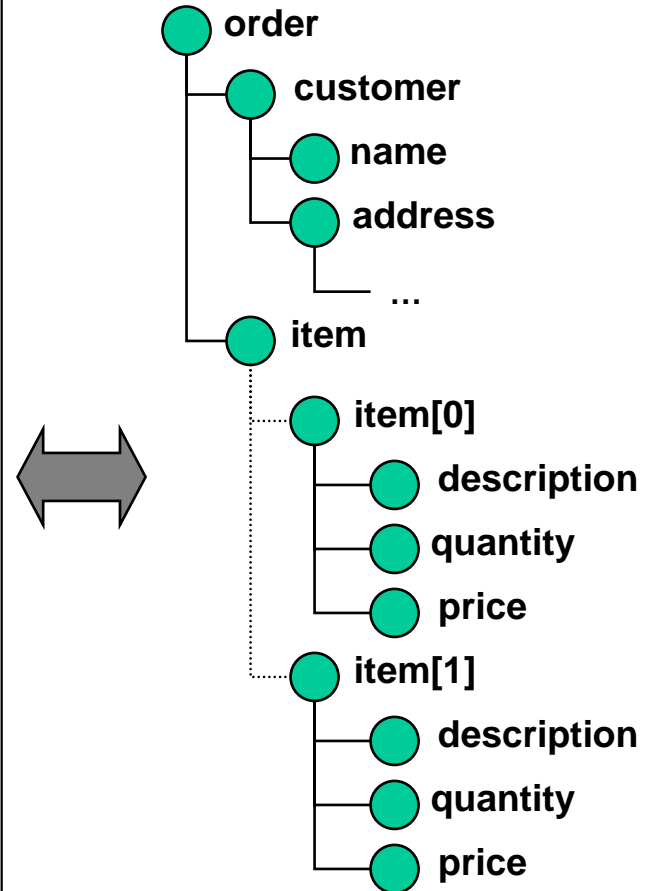 order
customer
name
address
...
item
item[0]
description
quantity
price
item[1]
description
quantity
price